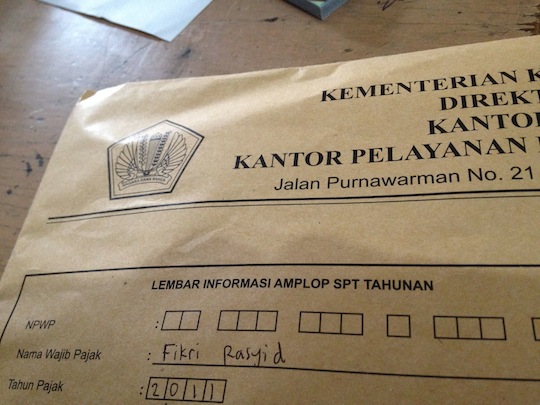 KEMENTERIAN K
DIREKT
KANTO
KANTOR PELAYANAN
Jalan Purnawarman No. 21
LEMBAR INFORMASI AMPLOP SPT TAHUNAN
NPWP :
Nama Wajib Pajak : Fikri Rasyid
Tahun Pajak : 2011